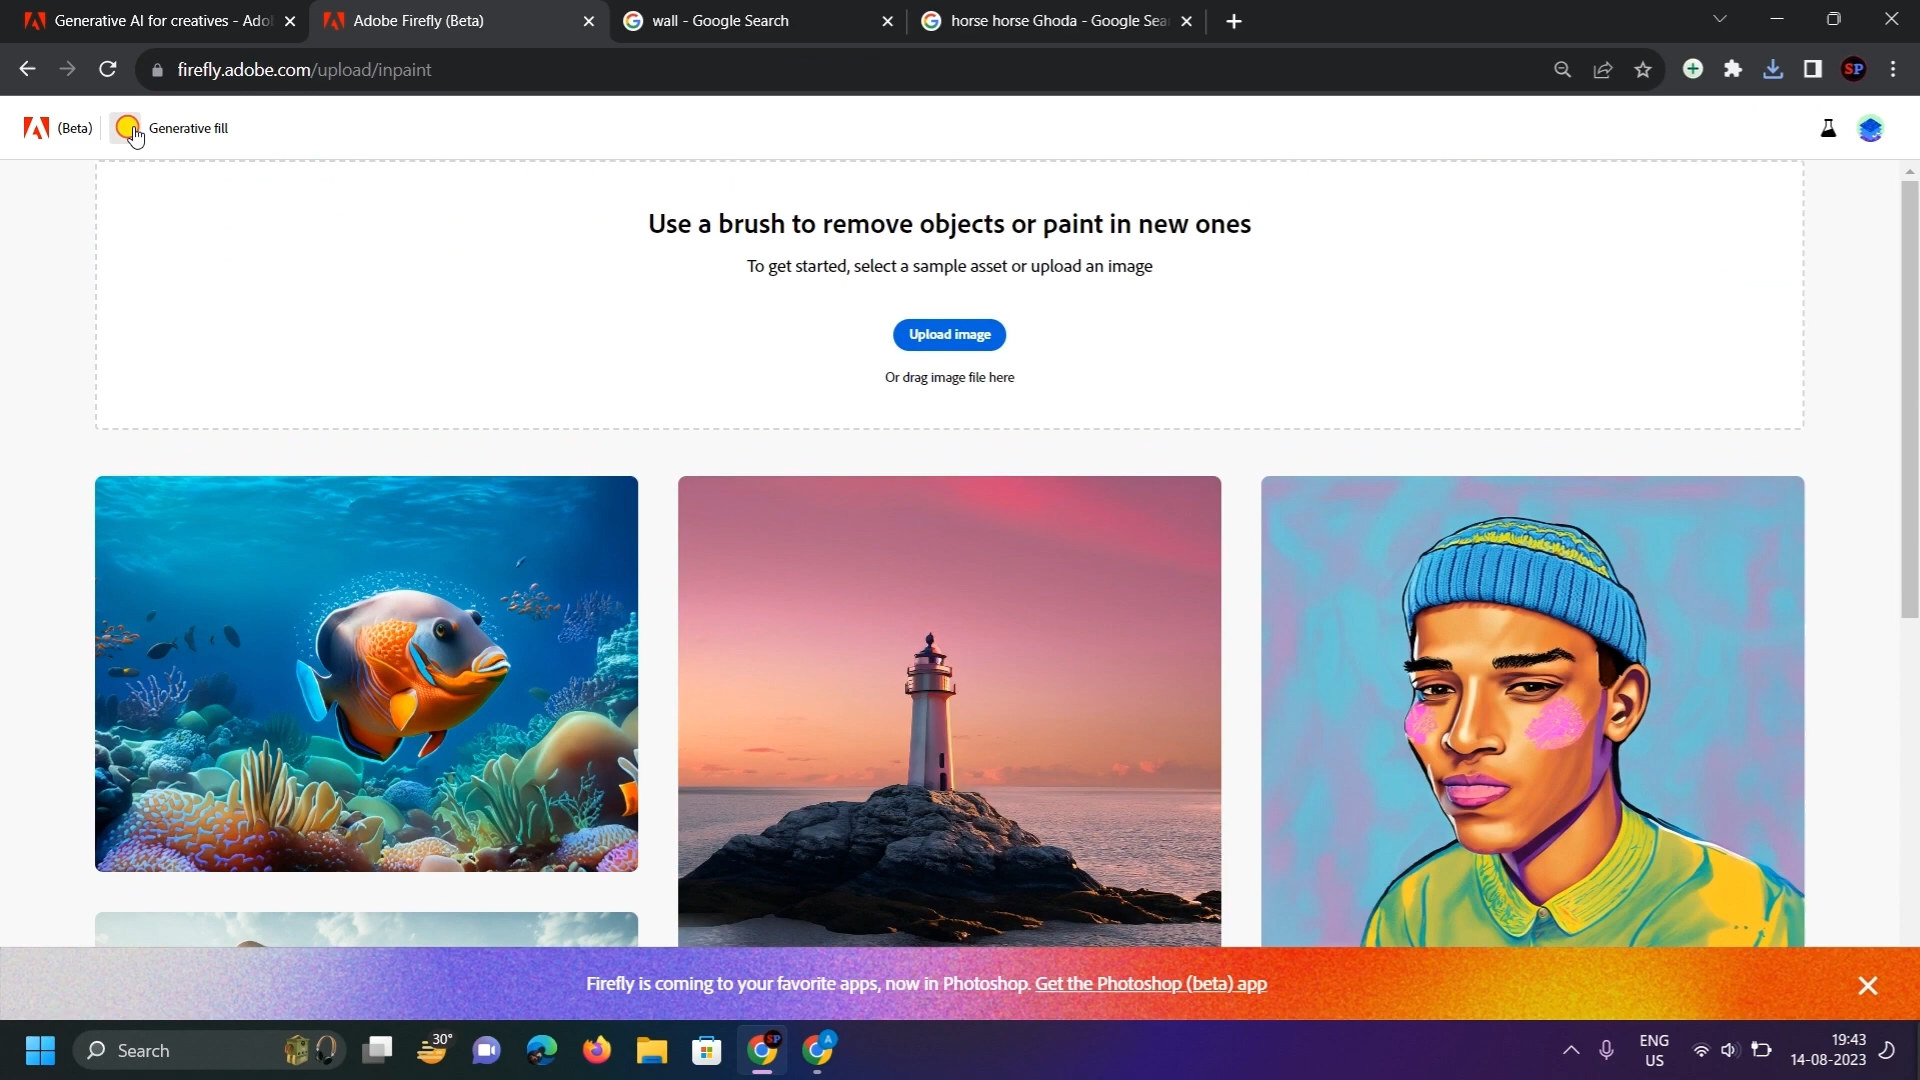 Generative AI for creatives - Adol
Adobe Firefly (Beta)
wall - Google Search
horse horse Ghoda - Google Sea
firefly.adobe.com/upload/inpaint
SP
(Beta)
Generative fill
Use a brush to remove objects or paint in new ones
To get started, select a sample asset or upload an image
Upload image
Or drag image file here
Firefly is coming to your favorite apps, now in Photoshop. Get the Photoshop (beta) app
Search
30°
SP
A
ENG
US
19:43
14-08-2023